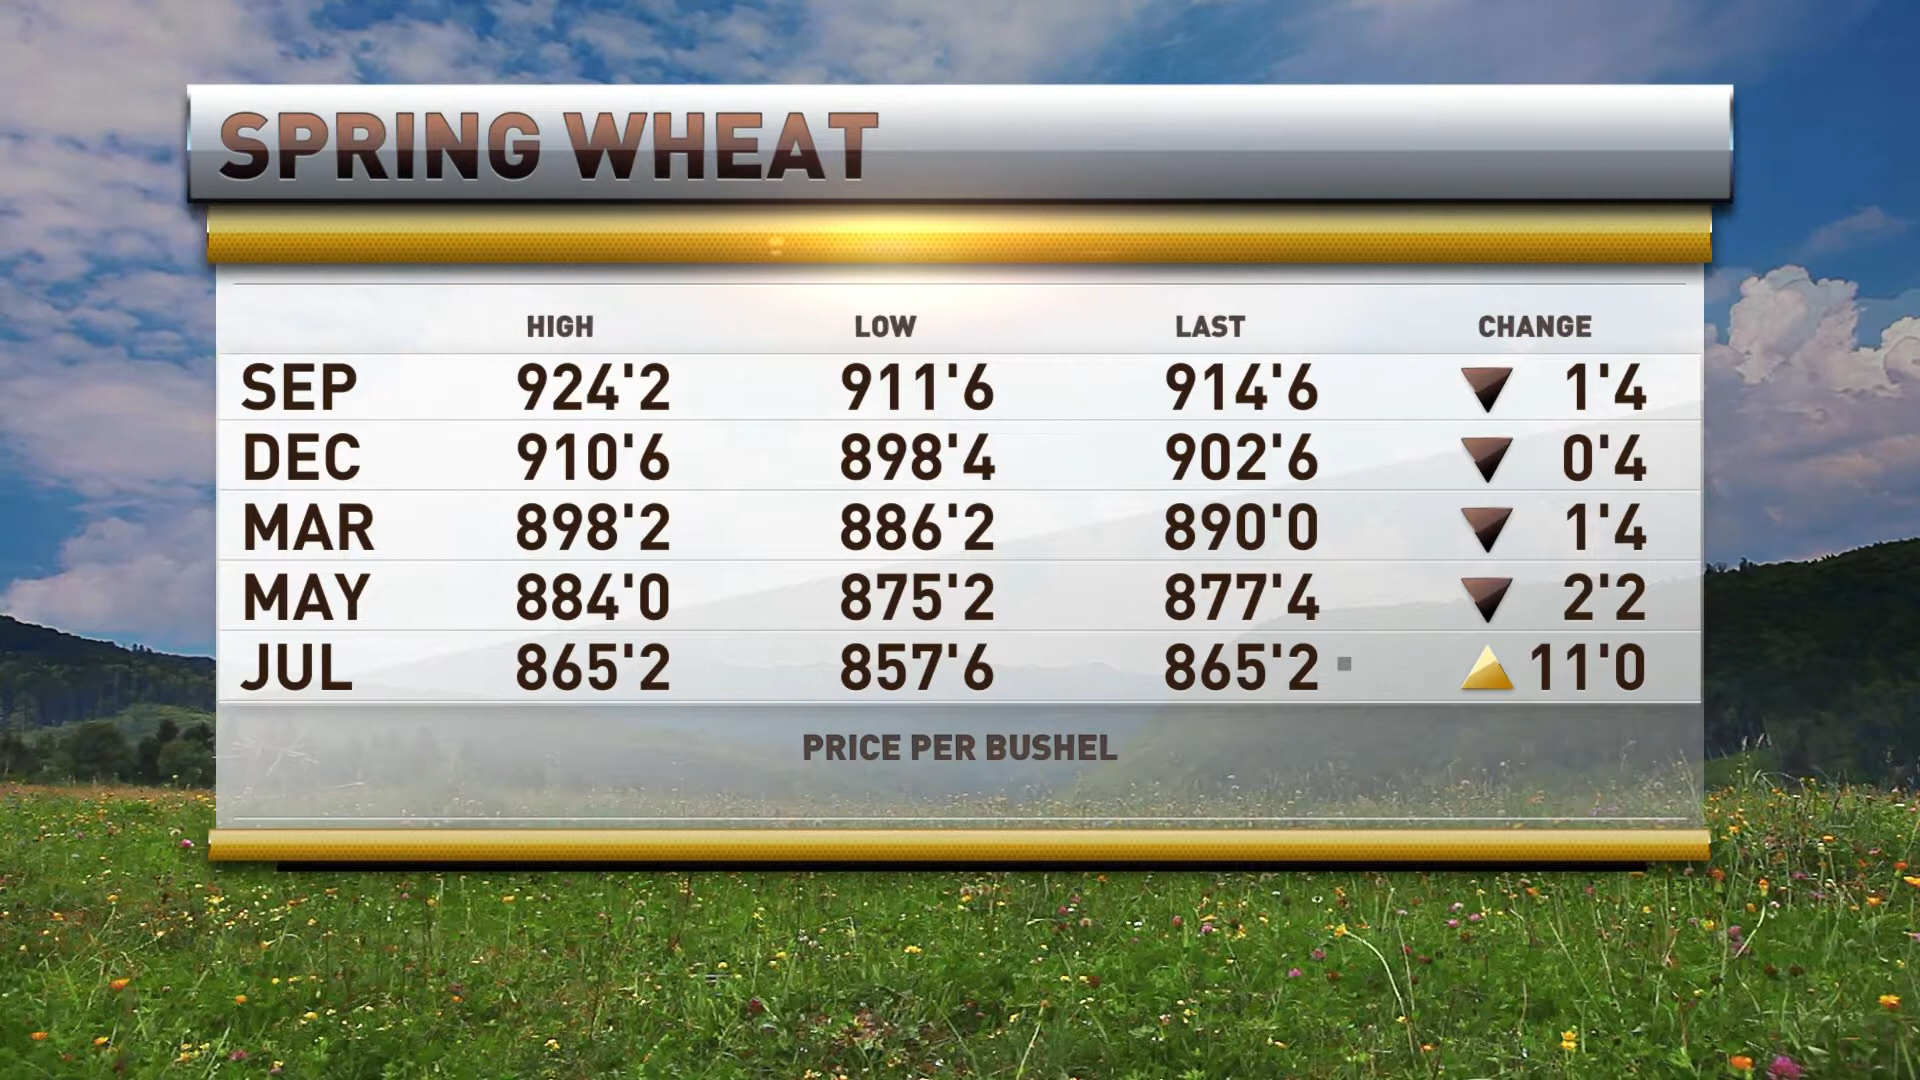 SPRING WHEAT
HIGH LOW LAST CHANGE
SEP 924'2 911'6 914'6 ▼ 1'4
DEC 910'6 898'4 902'6 ▼ 0'4
MAR 898'2 886'2 890'0 ▼ 1'4
MAY 884'0 875'2 877'4 ▼ 2'2
JUL 865'2 857'6 865'2 ▲ 11'0
PRICE PER BUSHEL